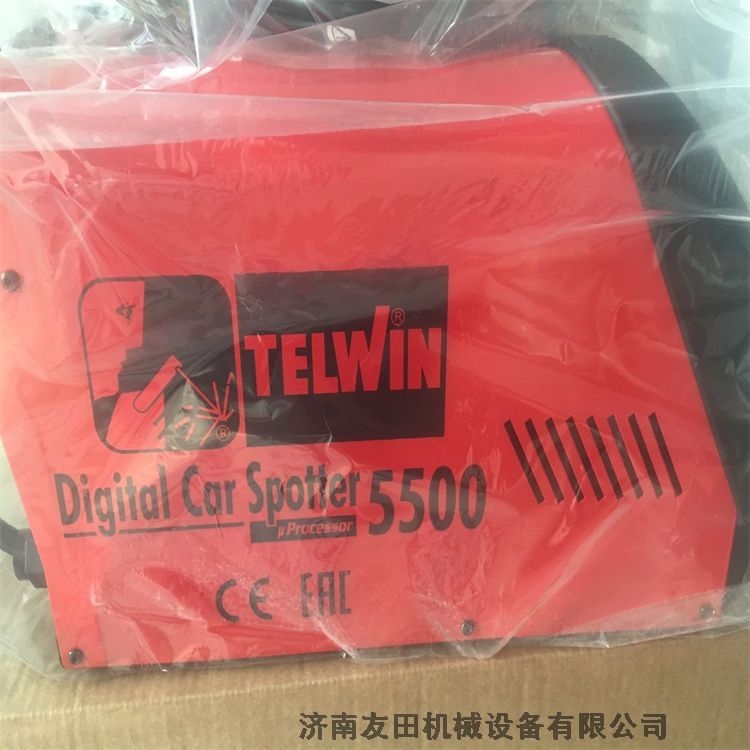 TELWIN®
®
Digital Car Spotter 5500
µ Processor
CE EAC
济南友田机械设备有限公司